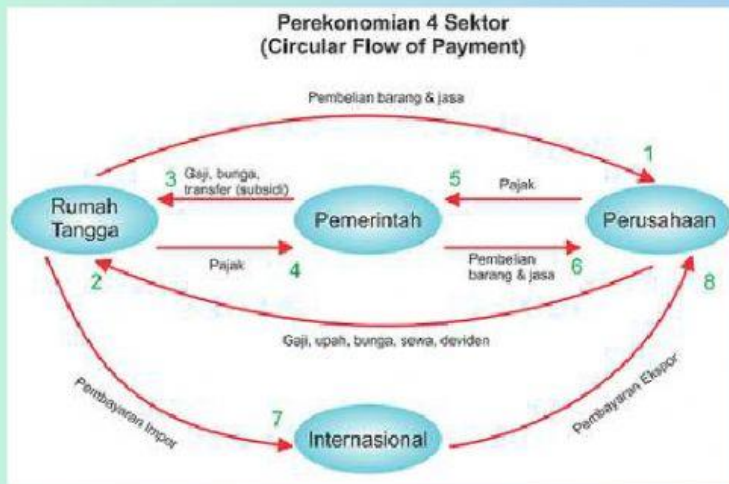 Perekonomian 4 Sektor
(Circular Flow of Payment)
Pembelian barang & jasa
1
3
Gaji, bunga,
transfer (subsidi)
5
Pajak
Rumah
Tangga
Pemerintah
Perusahaan
2
Pajak
4
Pembelian
barang & jasa
6
8
Gaji, upah, bunga, sewa, deviden
Pembayaran Impor
7
Internasional
Pembayaran Ekspor